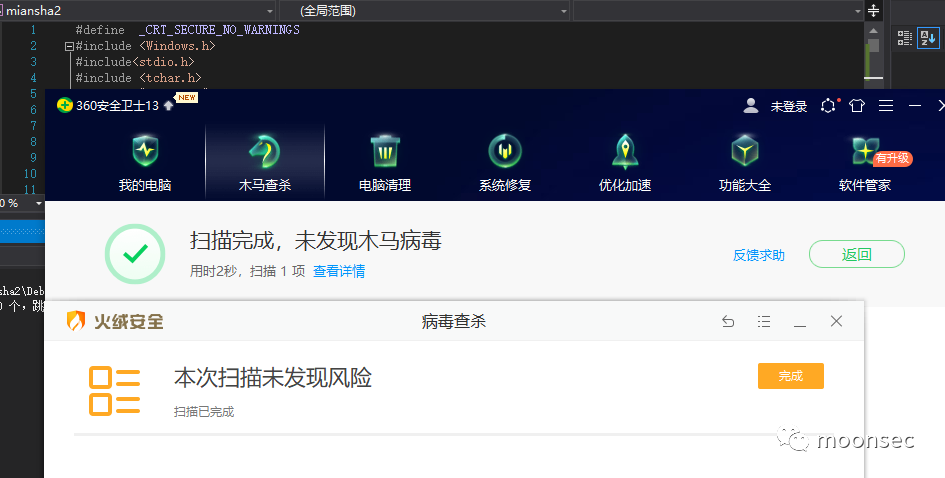 miansha2
(全局范围)
1 #define _CRT_SECURE_NO_WARNINGS
2 #include <Windows.h>
3 #include<stdio.h>
4 #include <tchar.h>
5
6
7
8
9
10
11
0 %
360安全卫士13
NEW
未登录
我的电脑
木马查杀
电脑清理
系统修复
优化加速
功能大全
软件管家
有升级
扫描完成，未发现木马病毒
用时2秒，扫描 1 项 查看详情
反馈求助
返回
sha2\Deb
0 个，跳
火绒安全
病毒查杀
本次扫描未发现风险
扫描已完成
完成
moonsec